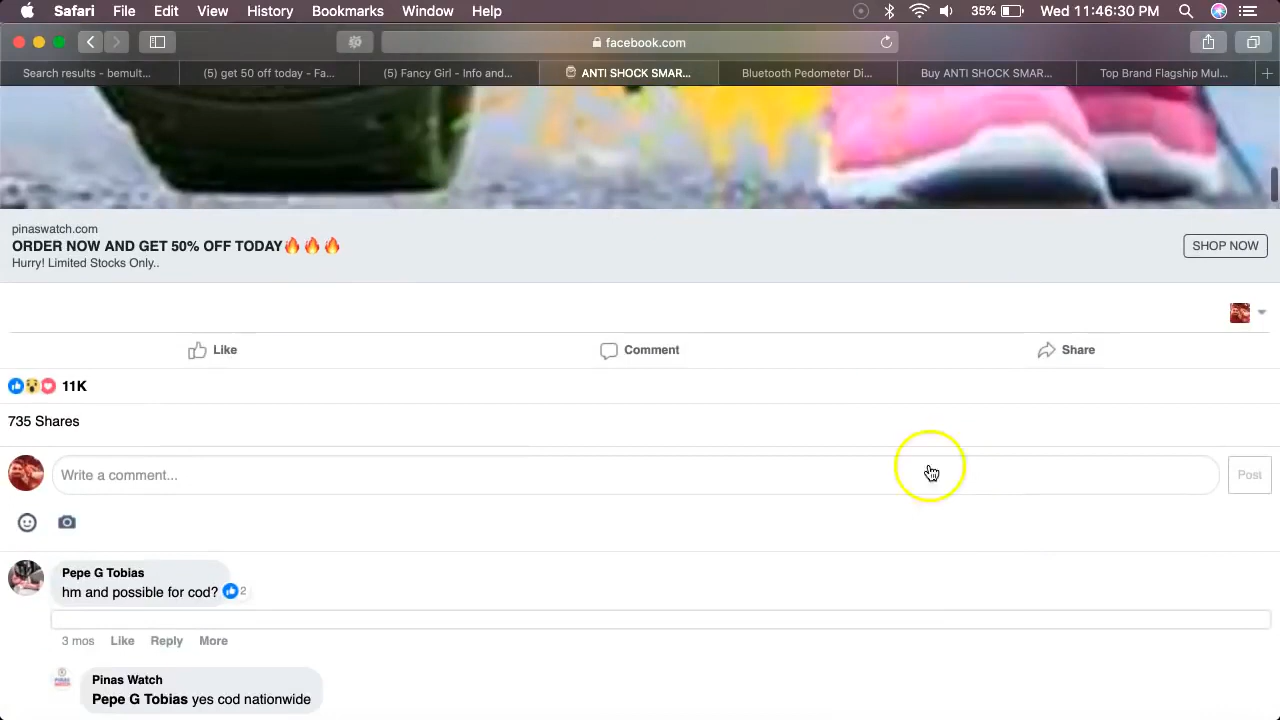 Safari File Edit View History Bookmarks Window Help 35% Wed 11:46:30 PM
facebook.com
Search results - bemult... (5) get 50 off today - Fa... (5) Fancy Girl - Info and... ANTI SHOCK SMAR... Bluetooth Pedometer Di... Buy ANTI SHOCK SMAR... Top Brand Flagship Mul...
pinaswatch.com
ORDER NOW AND GET 50% OFF TODAY🔥🔥🔥
SHOP NOW
Hurry! Limited Stocks Only..
Like Comment Share
11K
735 Shares
Write a comment... Post
Pepe G Tobias
hm and possible for cod? 2
3 mos Like Reply More
Pinas Watch
Pepe G Tobias yes cod nationwide